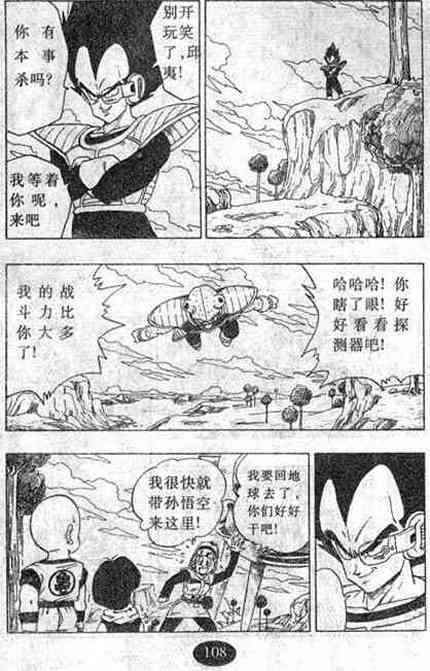 别开
玩笑
了,邱
夷!
你有
本事
杀吗?
我等着
你呢,
来吧
哈哈哈! 你
瞎了眼! 好
好看看探
测器吧!
我的战
斗力比
你大多
了!
我要回地
球去了,
你们好好
干吧!
我很快就
带孙悟空
来这里!
108